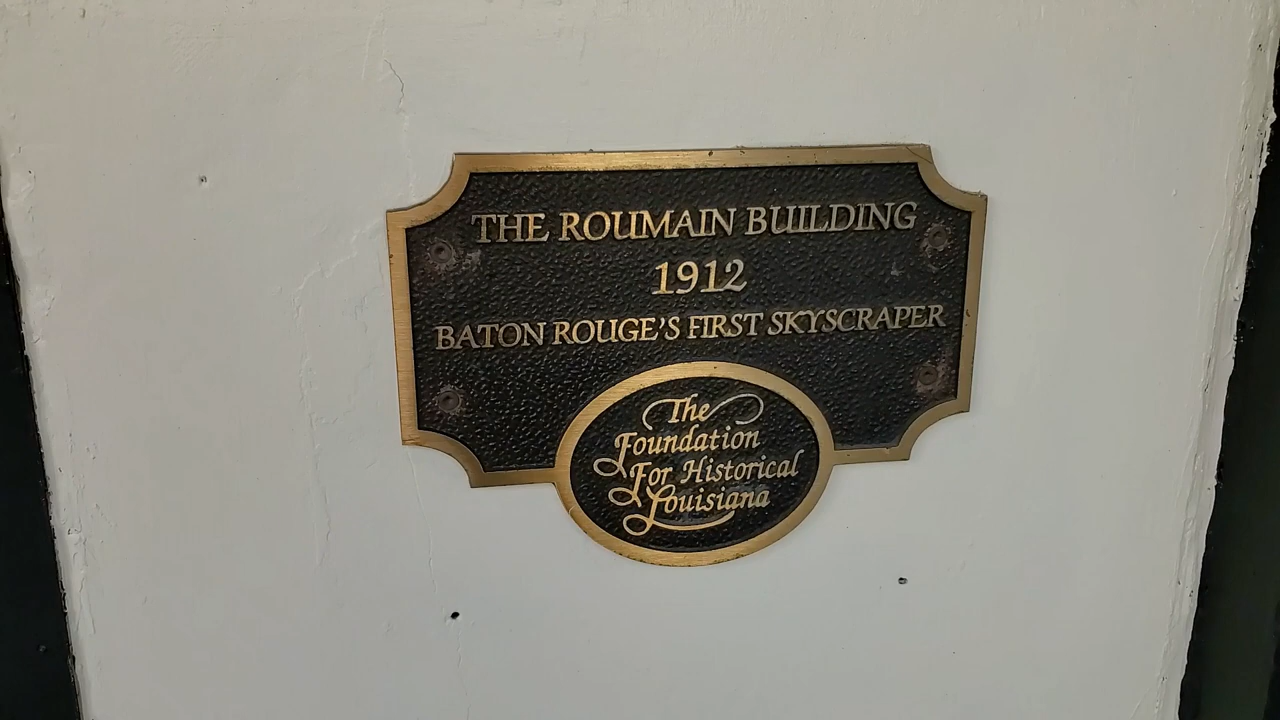 THE ROUMAIN BUILDING
1912
BATON ROUGE'S FIRST SKYSCRAPER
The
Foundation
For Historical
Louisiana